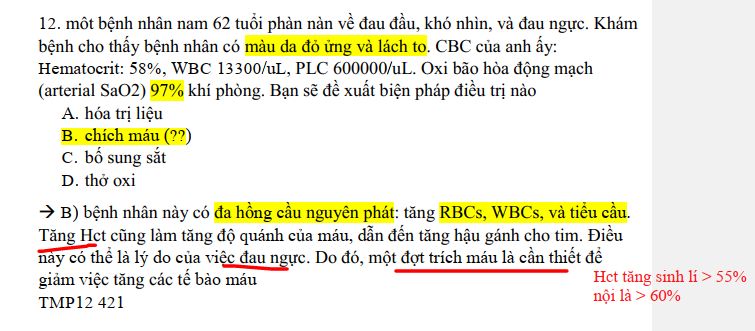 12. môt bệnh nhân nam 62 tuổi phàn nàn về đau đầu, khó nhìn, và đau ngực. Khám
bệnh cho thấy bệnh nhân có màu da đỏ ửng và lách to. CBC của anh ấy:
Hematocrit: 58%, WBC 13300/uL, PLC 600000/uL. Oxi bão hòa động mạch
(arterial SaO2) 97% khí phòng. Bạn sẽ đề xuất biện pháp điều trị nào
A. hóa trị liệu
B. chích máu (??)
C. bổ sung sắt
D. thở oxi
→ B) bệnh nhân này có đa hồng cầu nguyên phát: tăng RBCs, WBCs, và tiểu cầu.
Tăng Hct cũng làm tăng độ quánh của máu, dẫn đến tăng hậu gánh cho tim. Điều
này có thể là lý do của việc đau ngực. Do đó, một đợt trích máu là cần thiết để
giảm việc tăng các tế bào máu
Hct tăng sinh lí > 55%
nội là > 60%
TMP12 421